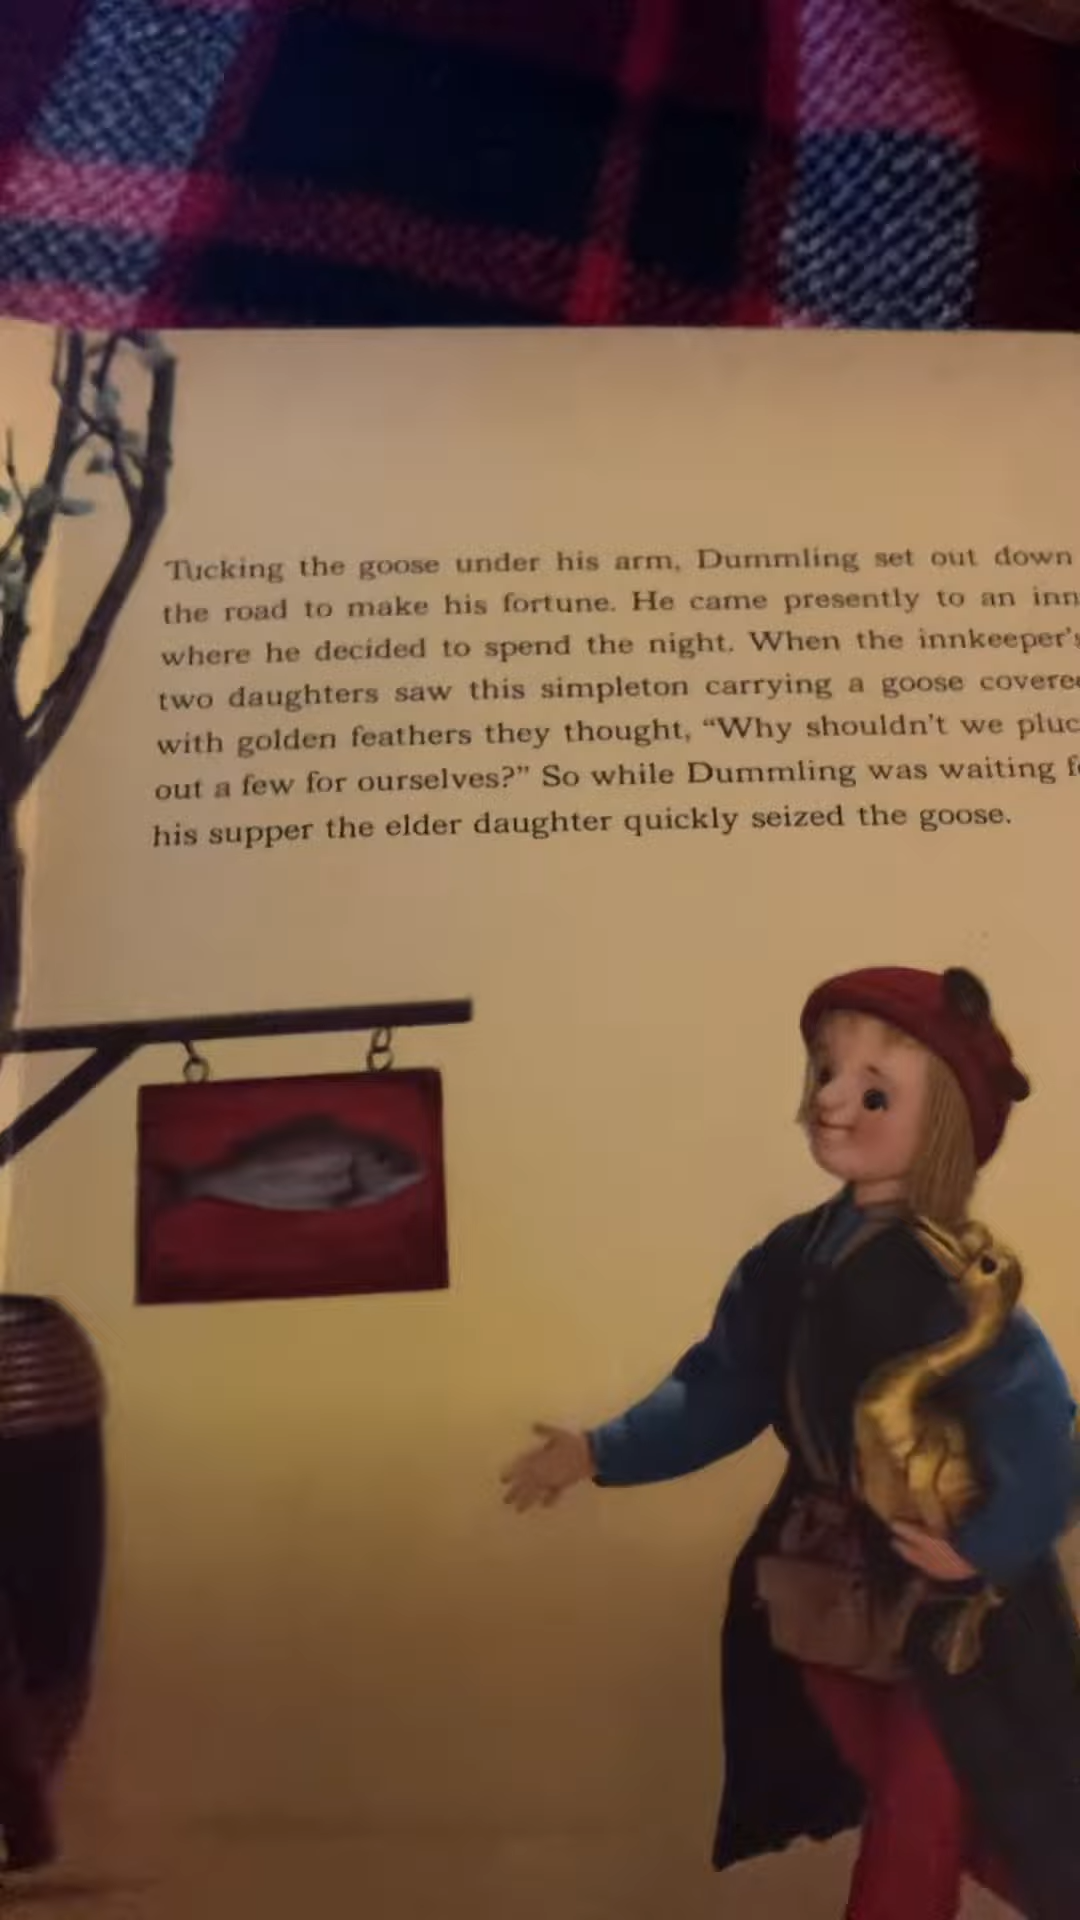 Tucking the goose under his arm, Dummling set out down
the road to make his fortune. He came presently to an inn
where he decided to spend the night. When the innkeeper's
two daughters saw this simpleton carrying a goose
with golden feathers they thought, “Why shouldn't we
out a few for ourselves?” So while Dummling was waiting
his supper the elder daughter quickly seized the goose.